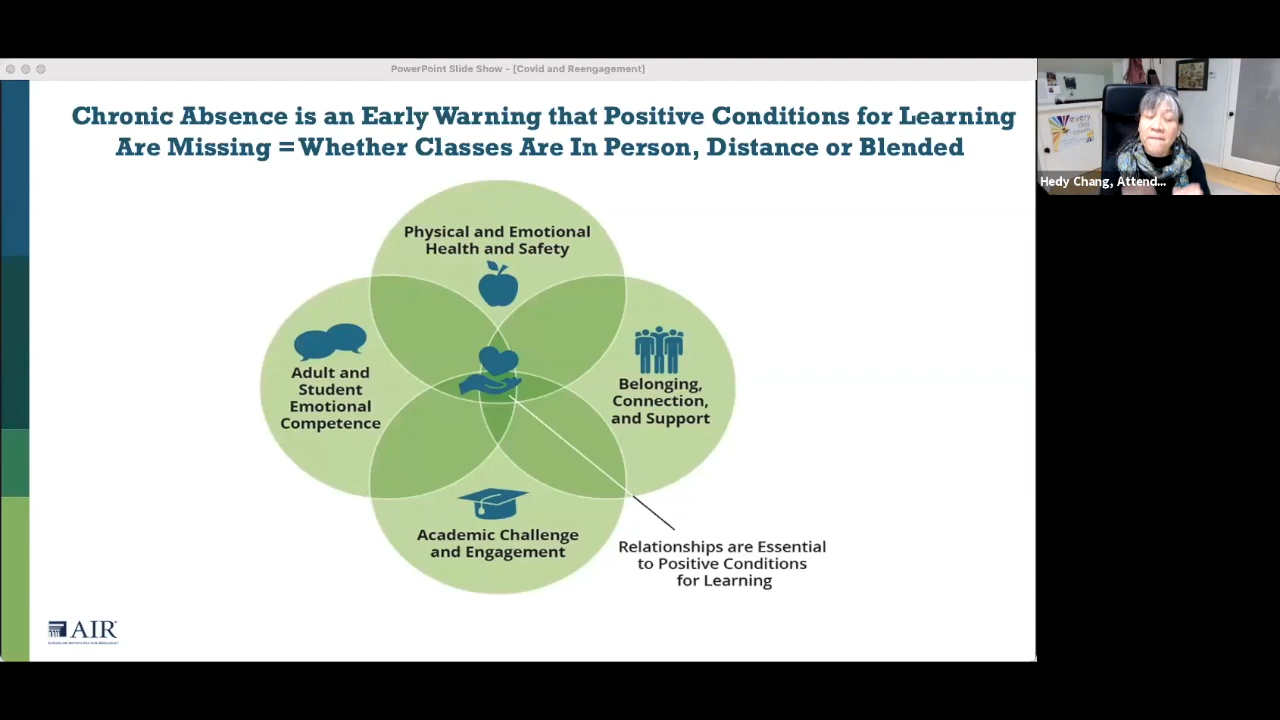 PowerPoint Slide Show - [Covid and Reengagement]
Chronic Absence is an Early Warning that Positive Conditions for Learning
Are Missing = Whether Classes Are In Person, Distance or Blended
Physical and Emotional
Health and Safety
Adult and
Student
Emotional
Competence
Belonging,
Connection,
and Support
Academic Challenge
and Engagement
Relationships are Essential
to Positive Conditions
for Learning
AIR
every
day
Hedy Chang, Attend...